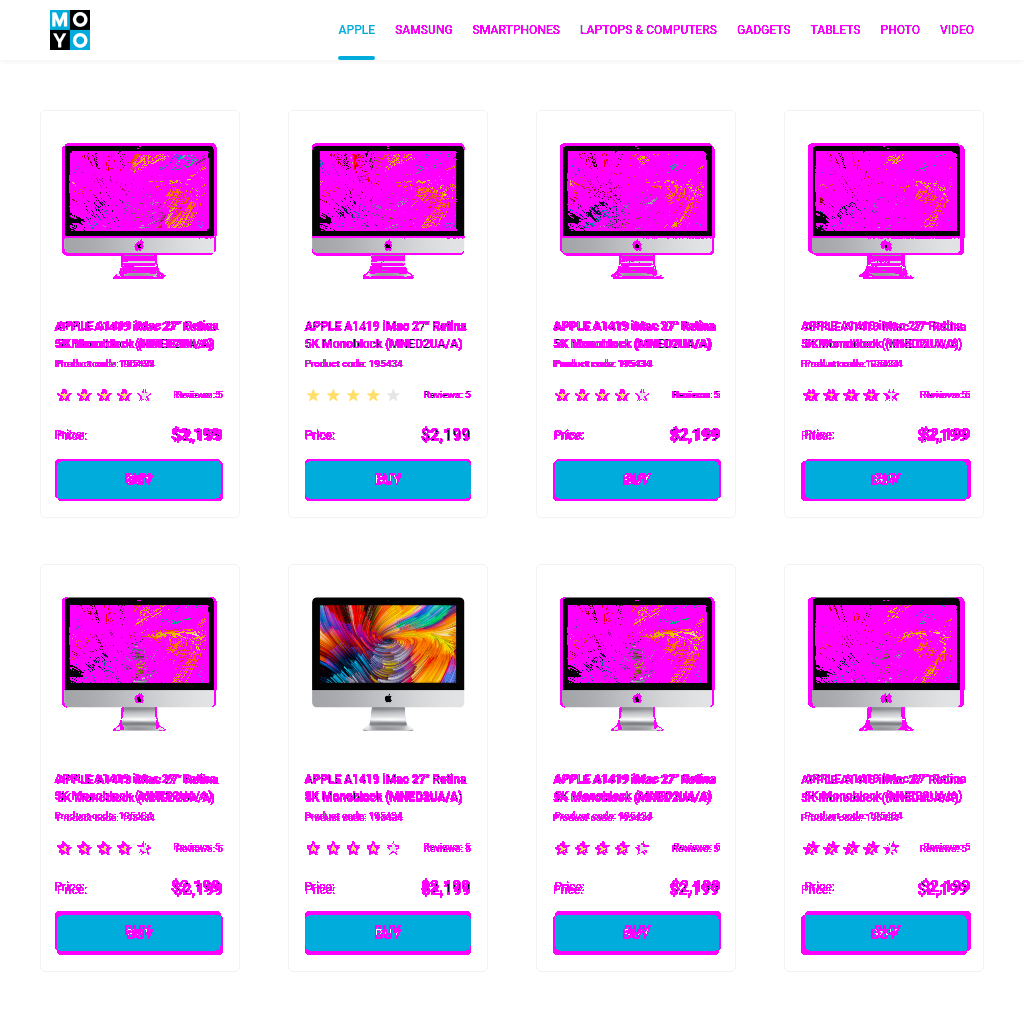 MO
YO
APPLE SAMSUNG SMARTPHONES LAPTOPS & COMPUTERS GADGETS TABLETS PHOTO VIDEO
APPLE A1419 iMac 27" Retina
5K Monoblock (MNED2UA/A)
Product code: 195434
Reviews: 5
Price: $2,199
BUY
APPLE A1419 iMac 27" Retina
5K Monoblock (MNED2UA/A)
Product code: 195434
Reviews: 5
Price: $2,199
BUY
APPLE A1419 iMac 27" Retina
5K Monoblock (MNED2UA/A)
Product code: 195434
Reviews: 5
Price: $2,199
BUY
APPLE A1419 iMac 27" Retina
5K Monoblock (MNED2UA/A)
Product code: 195434
Reviews: 5
Price: $2,199
BUY
APPLE A1419 iMac 27" Retina
5K Monoblock (MNED2UA/A)
Product code: 195434
Reviews: 5
Price: $2,199
BUY
APPLE A1419 iMac 27" Retina
5K Monoblock (MNED2UA/A)
Product code: 195434
Reviews: 5
Price: $2,199
BUY
APPLE A1419 iMac 27" Retina
5K Monoblock (MNED2UA/A)
Product code: 195434
Reviews: 5
Price: $2,199
BUY
APPLE A1419 iMac 27" Retina
5K Monoblock (MNED2UA/A)
Product code: 195434
Reviews: 5
Price: $2,199
BUY